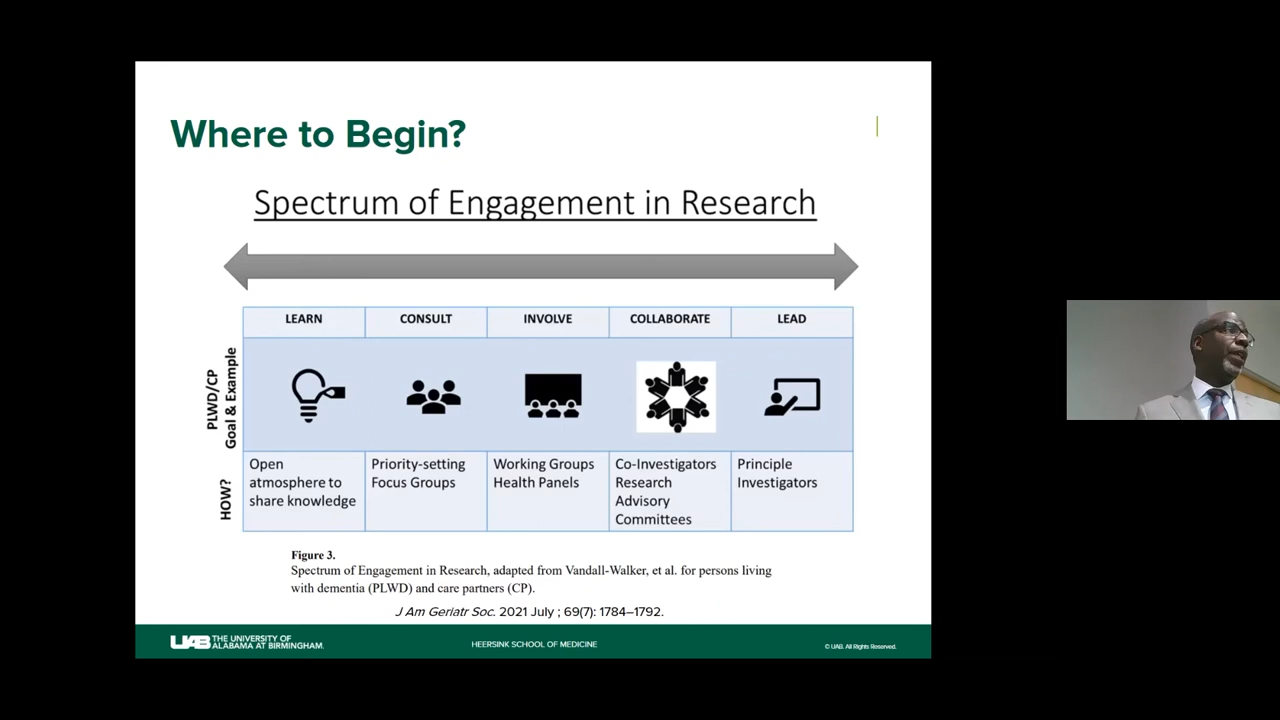 Where to Begin?
Spectrum of Engagement in Research
LEARN
CONSULT
INVOLVE
COLLABORATE
LEAD
PLWD/CP
Goal & Example
HOW?
Open
atmosphere to
share knowledge
Priority-setting
Focus Groups
Working Groups
Health Panels
Co-Investigators
Research
Advisory
Committees
Principle
Investigators
Figure 3.
Spectrum of Engagement in Research, adapted from Vandall-Walker, et al. for persons living
with dementia (PLWD) and care partners (CP).
J Am Geriatr Soc. 2021 July ; 69(7): 1784–1792.
UAB THE UNIVERSITY OF
ALABAMA AT BIRMINGHAM.
HEERSINK SCHOOL OF MEDICINE
© UAB. All Rights Reserved.